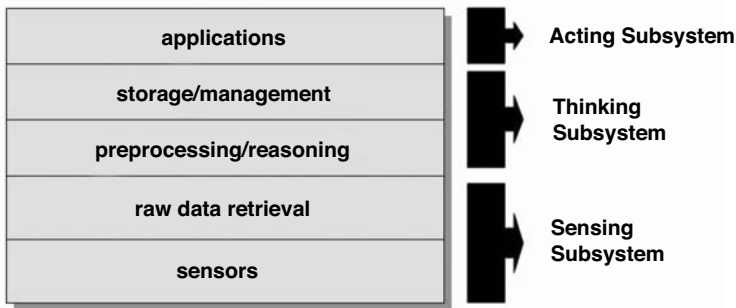 applications
Acting Subsystem
storage/management
Thinking
Subsystem
preprocessing/reasoning
raw data retrieval
Sensing
Subsystem
sensors